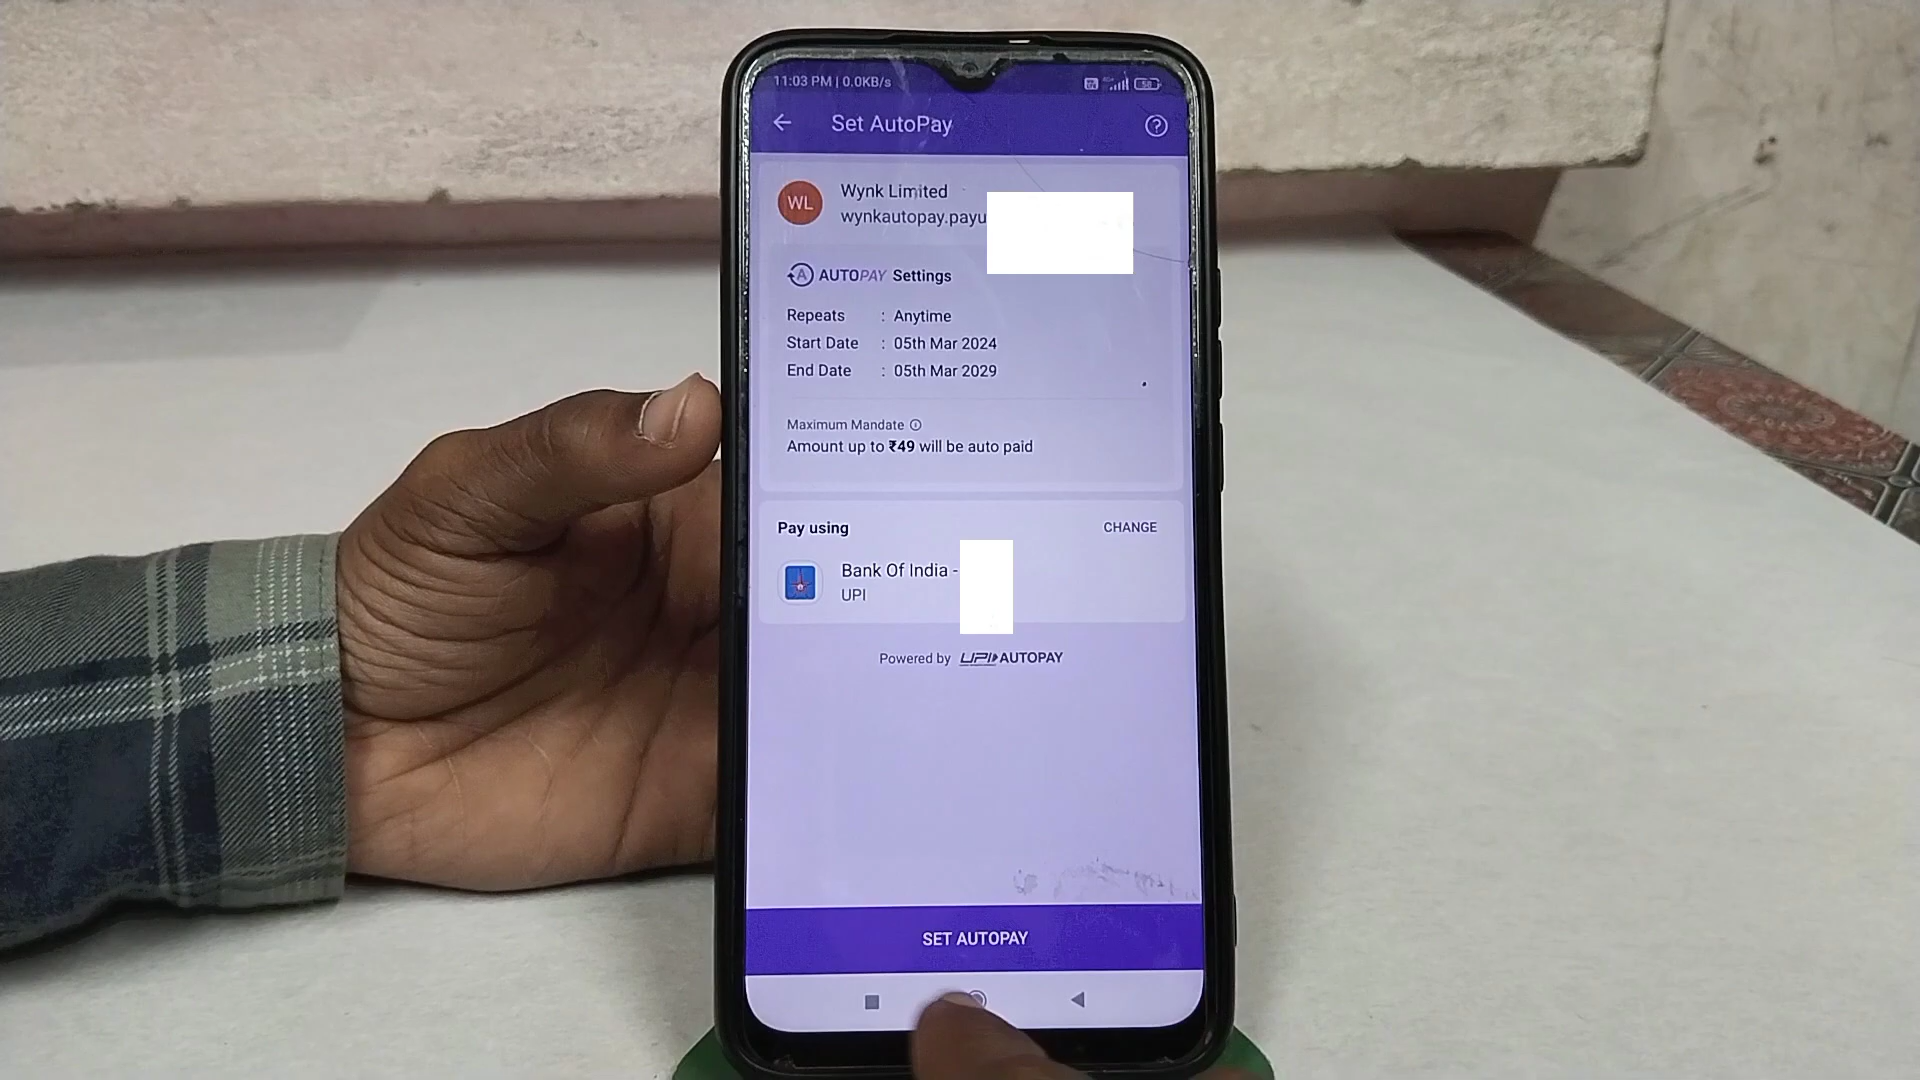 11:03 PM | 0.0KB/s
58
Set AutoPay
WL
Wynk Limited
wynkautopay.payu
AUTOPAY Settings
Repeats : Anytime
Start Date : 05th Mar 2024
End Date : 05th Mar 2029
Maximum Mandate
Amount up to ₹49 will be auto paid
Pay using
CHANGE
Bank Of India -
UPI
Powered by UPI AUTOPAY
SET AUTOPAY